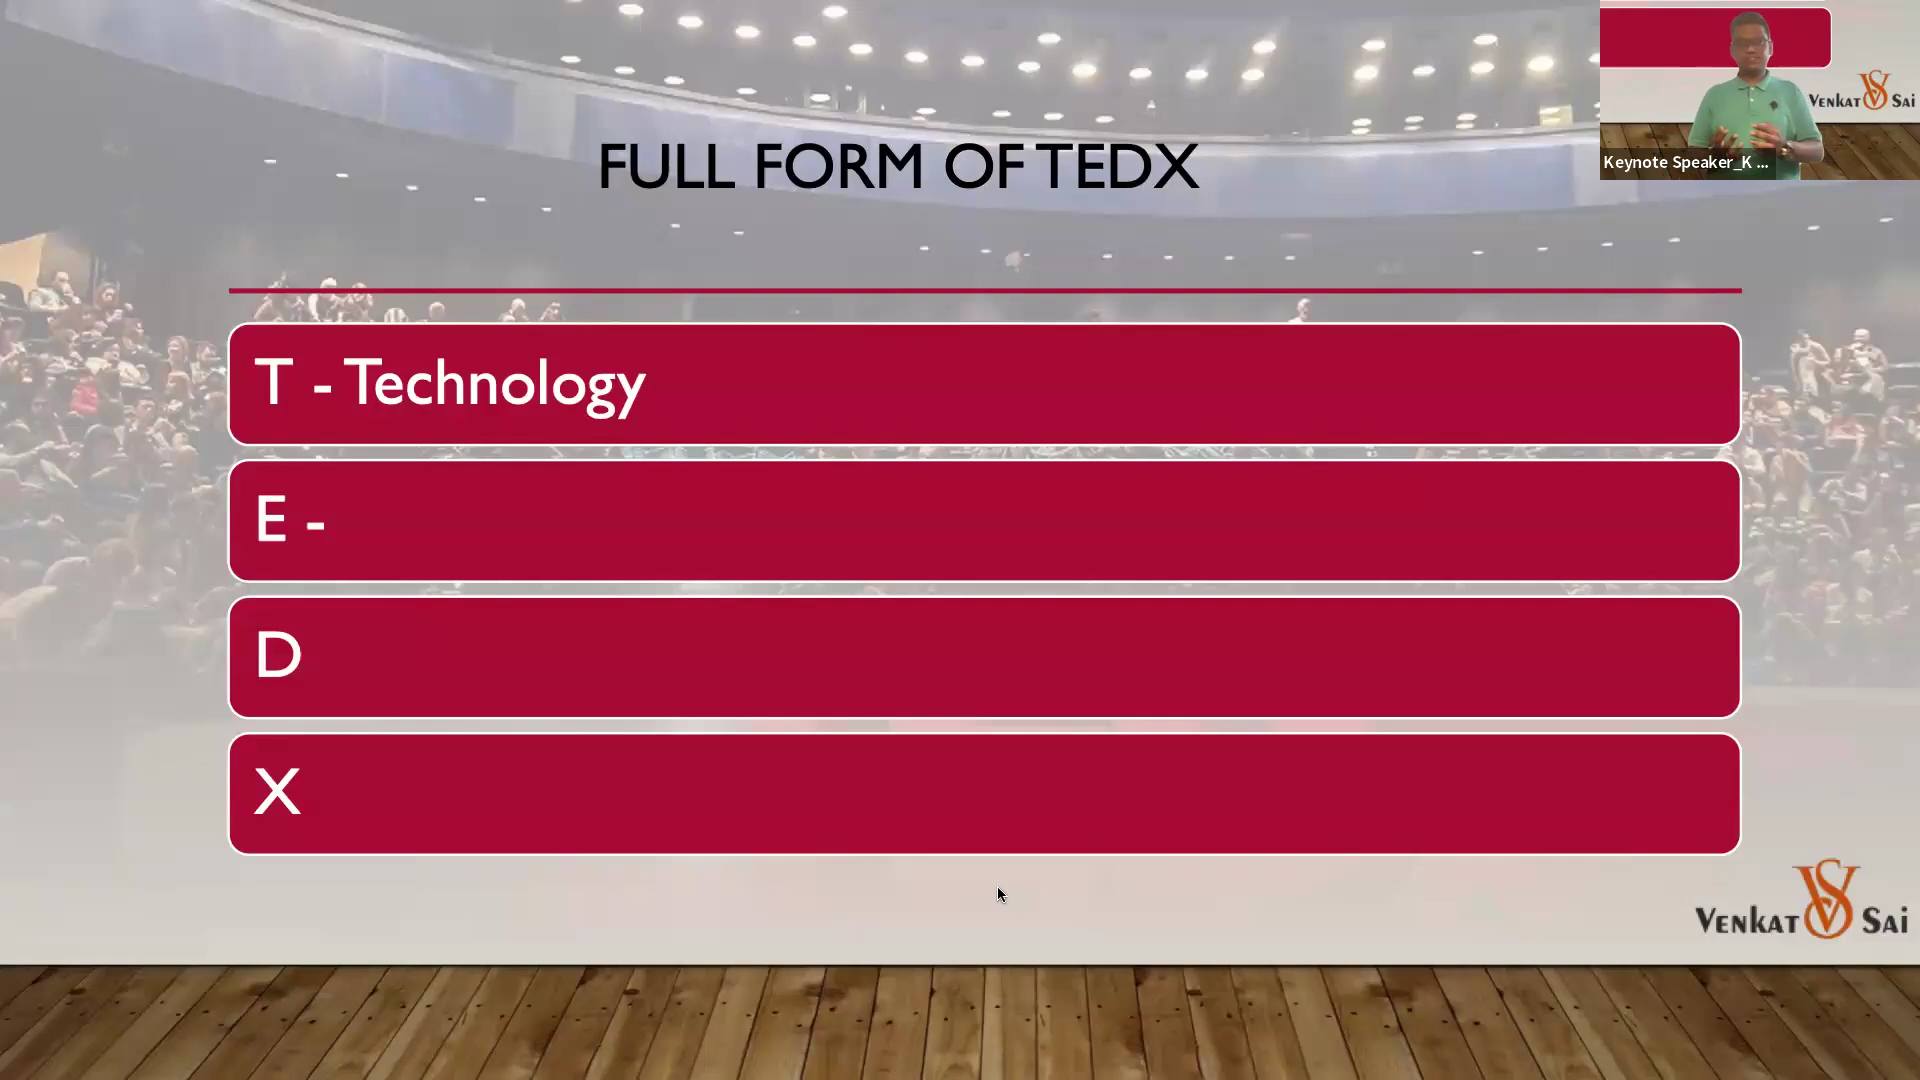 FULL FORM OF TEDX
VENKAT VS SAI
Keynote Speaker_K ...
T - Technology
E -
D
X
VENKAT VS SAI